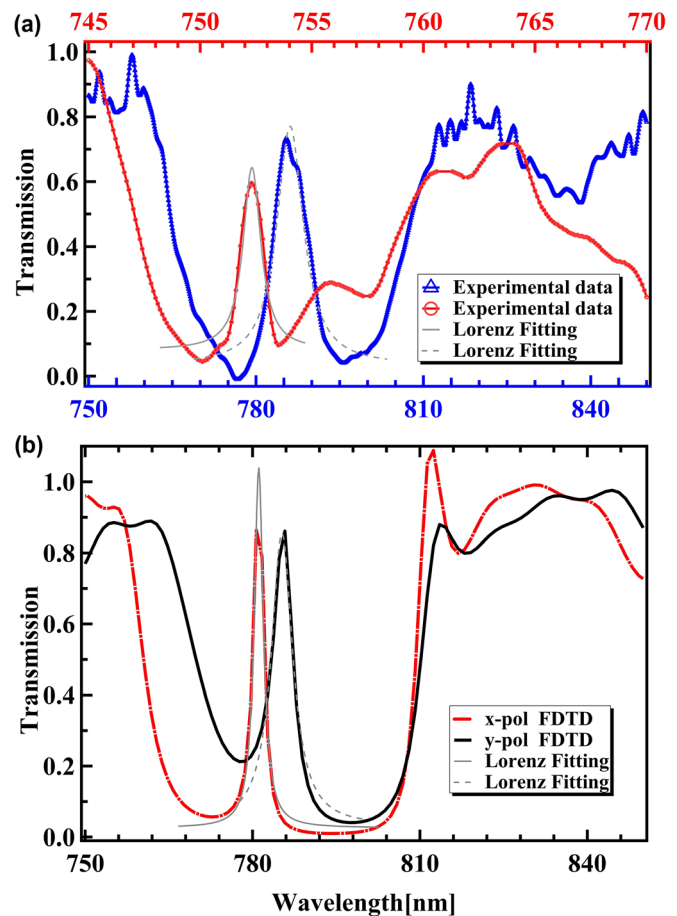 (a)
745 750 755 760 765 770
1.0
0.8
0.6
0.4
0.2
0.0
Transmission
Experimental data
Experimental data
Lorenz Fitting
Lorenz Fitting
750 780 810 840
(b)
1.0
0.8
0.6
0.4
0.2
0.0
Transmission
x-pol FDTD
y-pol FDTD
Lorenz Fitting
Lorenz Fitting
750 780 810 840
Wavelength[nm]